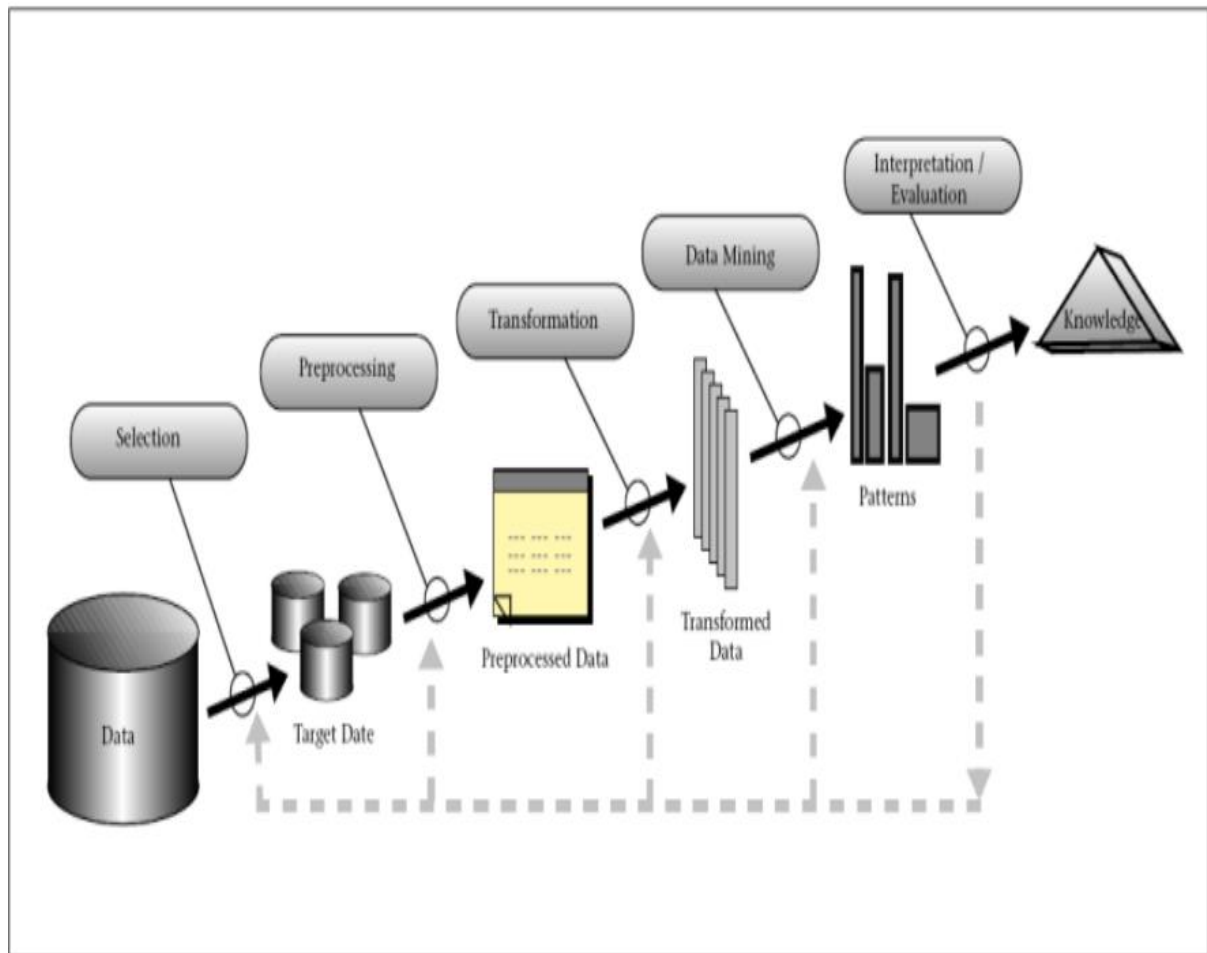 Interpretation /
Evaluation
Data Mining
Knowledge
Transformation
Preprocessing
Selection
Patterns
Transformed
Data
Preprocessed Data
Target Date
Data